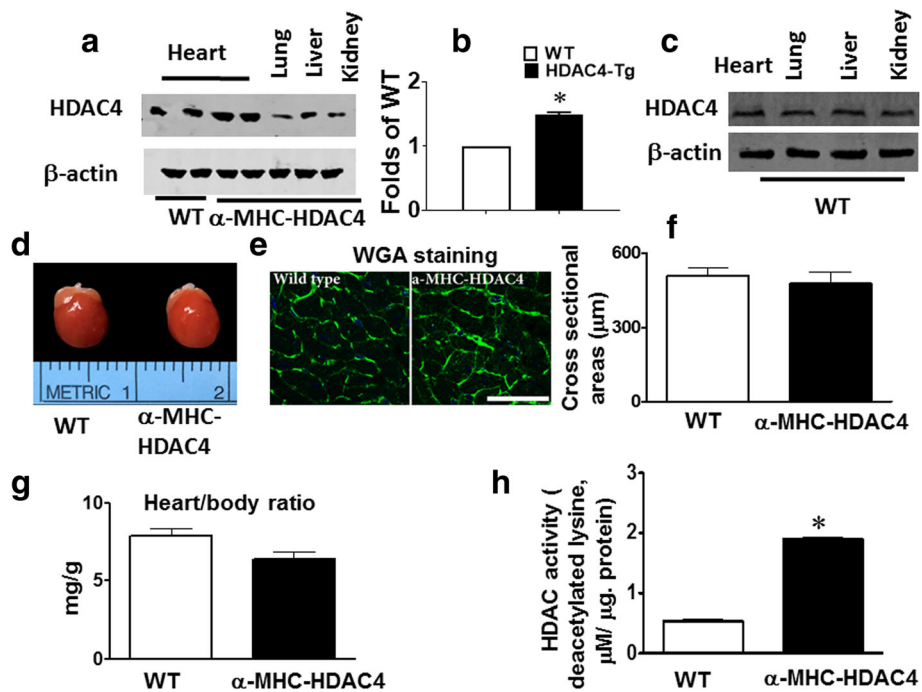 a
Heart
Lung
Liver
Kidney
HDAC4
β-actin
WT α-MHC-HDAC4
b
WT
HDAC4-Tg
Folds of WT
2
1
0
*
c
Heart
Lung
Liver
Kidney
HDAC4
β-actin
WT
d
METRIC 1 2
WT
α-MHC-
HDAC4
e
WGA staining
Wild type
a-MHC-HDAC4
f
Cross sectional
areas (µm)
600
300
0
WT α-MHC-HDAC4
g
Heart/body ratio
mg/g
10
5
0
WT α-MHC-HDAC4
h
HDAC activity (
deacetylated lysine,
µM/ µg. protein)
3
2
1
0
*
WT α-MHC-HDAC4